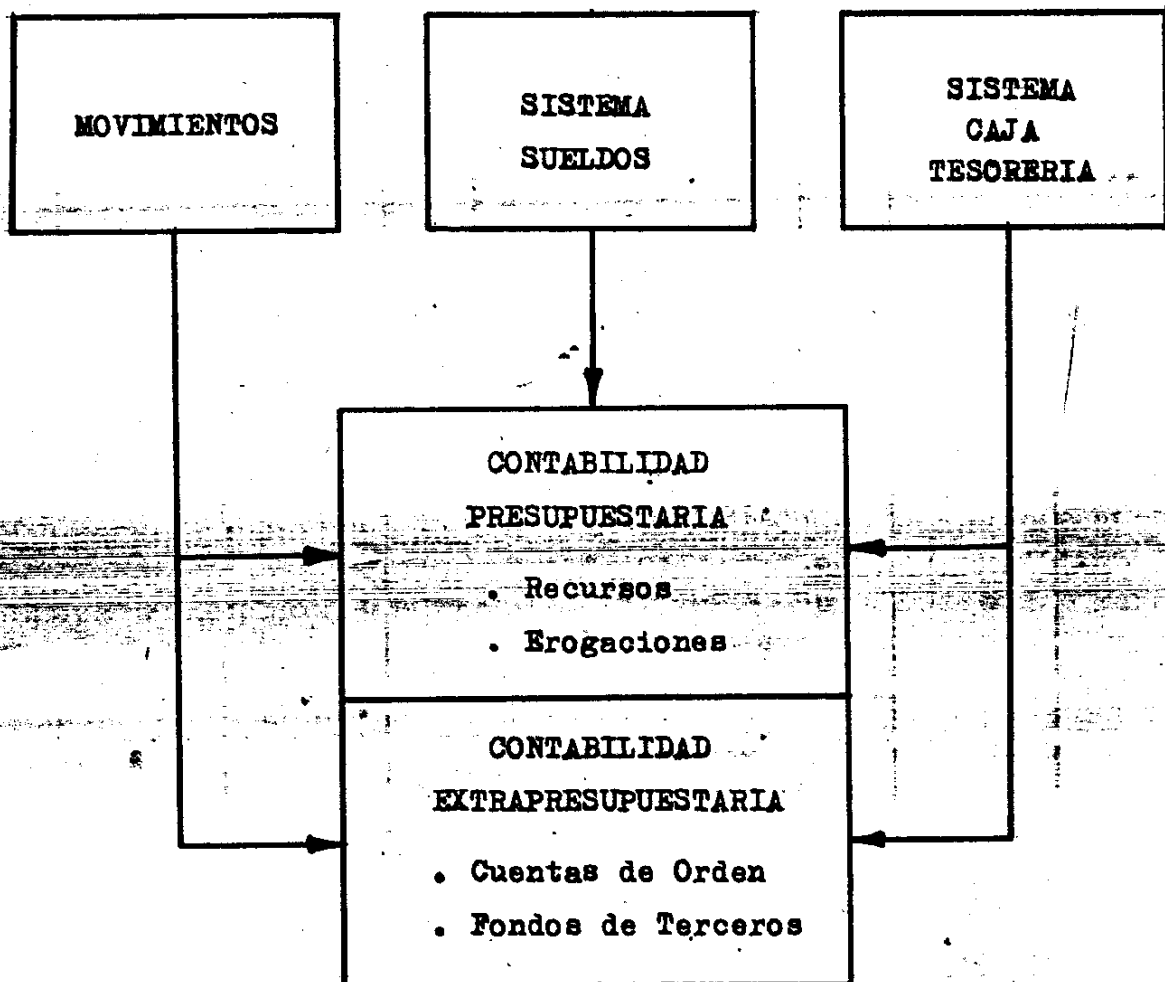 MOVIMIENTOS
SISTEMA
SUELDOS
SISTEMA
CAJA
TESORERIA
CONTABILIDAD
PRESUPUESTARIA
. Recursos
. Erogaciones
CONTABILIDAD
EXTRAPRESUPUESTARIA
. Cuentas de Orden
. Fondos de Terceros